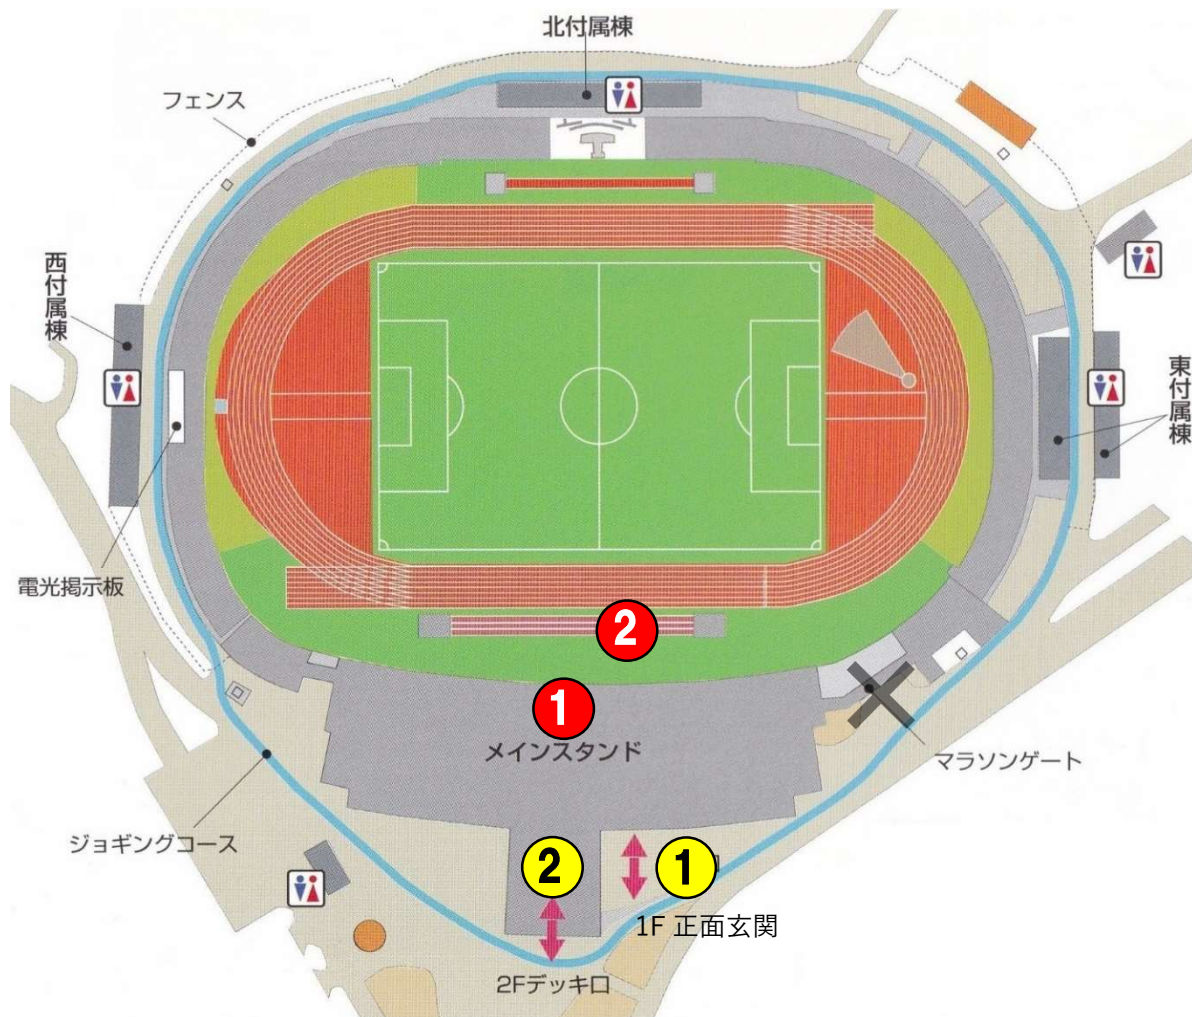 北付属棟
フェンス
西付属棟
東付属棟
電光掲示板
2
1
メインスタンド
マラソンゲート
ジョギングコース
2
1
1F 正面玄関
2Fデッキ口